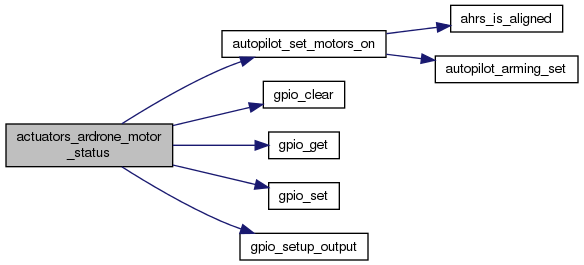 actuators_ardrone_motor
_status
autopilot_set_motors_on
ahrs_is_aligned
autopilot_arming_set
gpio_clear
gpio_get
gpio_set
gpio_setup_output